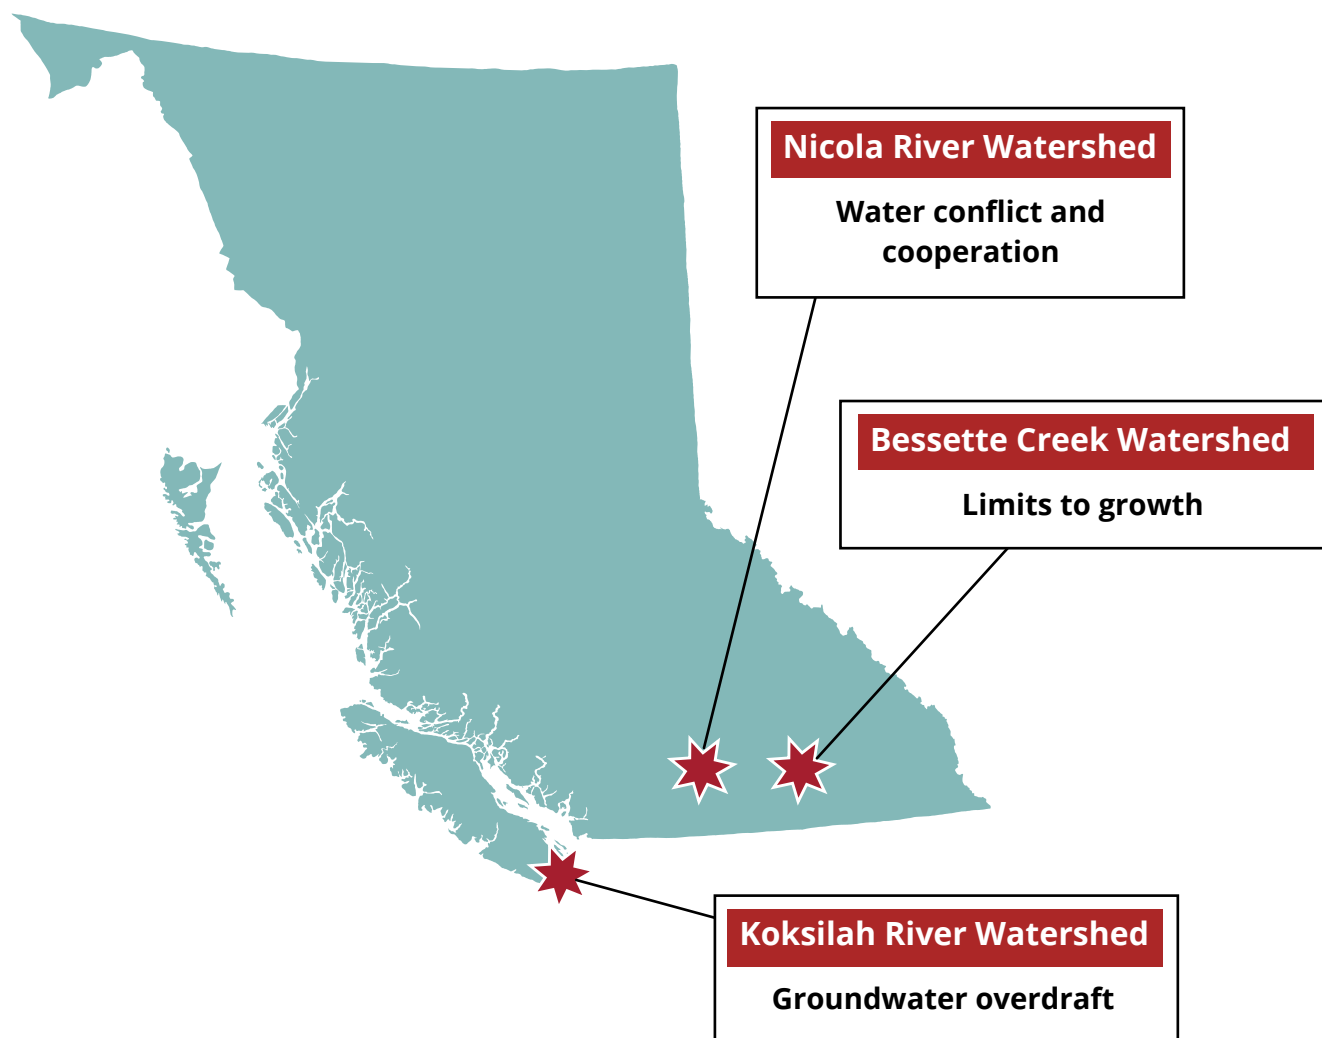 Nicola River Watershed
Water conflict and
cooperation
Bessette Creek Watershed
Limits to growth
Koksilah River Watershed
Groundwater overdraft